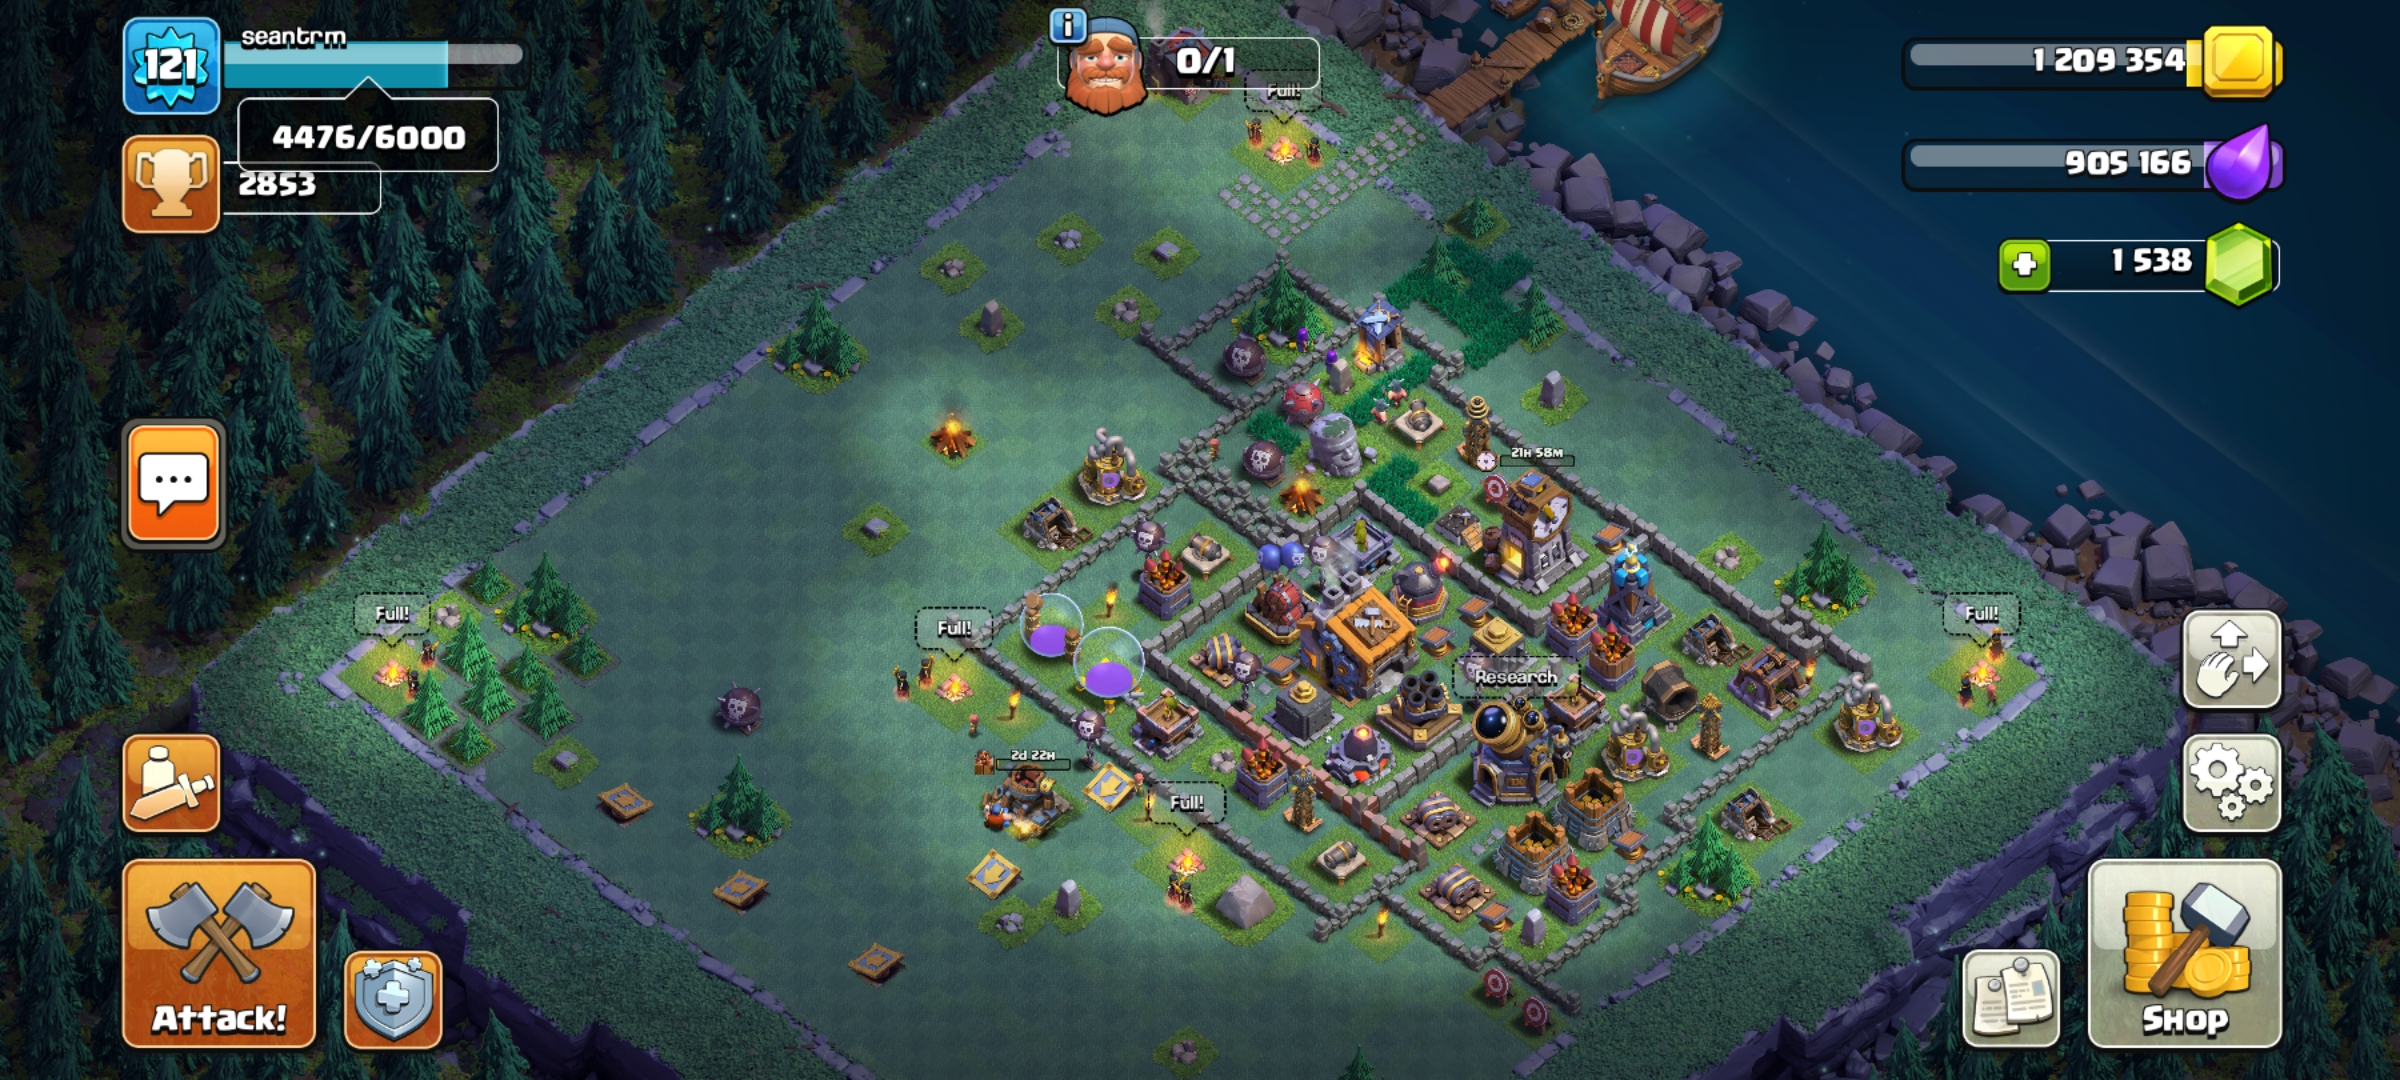 121
seantrm
4476/6000
2853
i
0/1
Full!
1 209 354
905 166
1 538
21H 58M
Full!
Full!
Full!
Research
2d 22H
Full!
Attack!
Shop